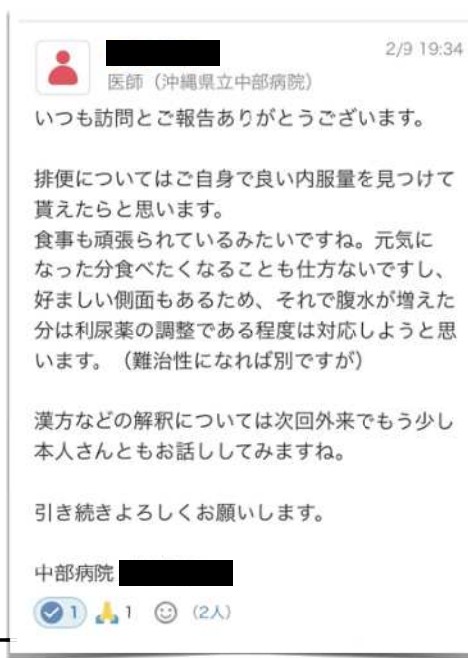 2/9 19:34
医師（沖縄県立中部病院）
いつも訪問とご報告ありがとうございます。
排便についてはご自身で良い内服量を見つけて
貰えたらと思います。
食事も頑張られているみたいですね。元気に
なった分食べたくなることも仕方ないですし、
好ましい側面もあるため、それで腹水が増えた
分は利尿薬の調整である程度は対応しようと思
います。（難治性になれば別ですが）
漢方などの解釈については次回外来でもう少し
本人さんともお話ししてみますね。
引き続きよろしくお願いします。
中部病院
1 🙏 1 （2人）